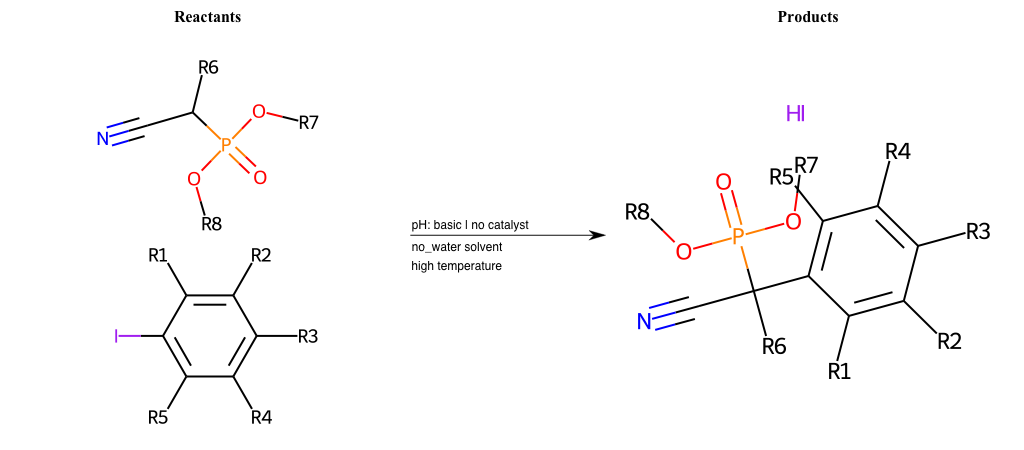 Reactants
Products
R6
N
O
R7
P
O
O
R8
R1
R2
I
R3
R5
R4
pH: basic | no catalyst
no_water solvent
high temperature
HI
R4
R7
R5
O
R8
O
R3
P
O
N
R6
R2
R1